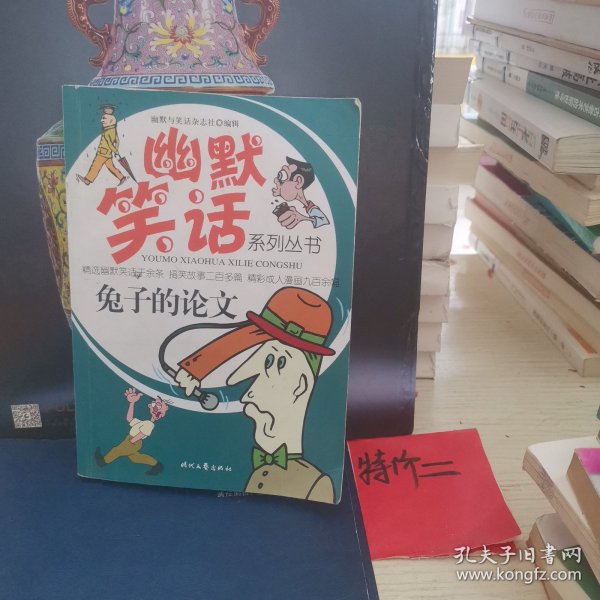 幽默与笑话杂志社◎编辑
幽默
笑话
系列丛书
YOUMO XIAOHUA XILIE CONGSHU
精选幽默笑话千余条 搞笑故事二百多篇 精彩成人漫画九百余幅
兔子的论文
时代文艺出版社
特价二
孔夫子旧书网
www.kongfz.com